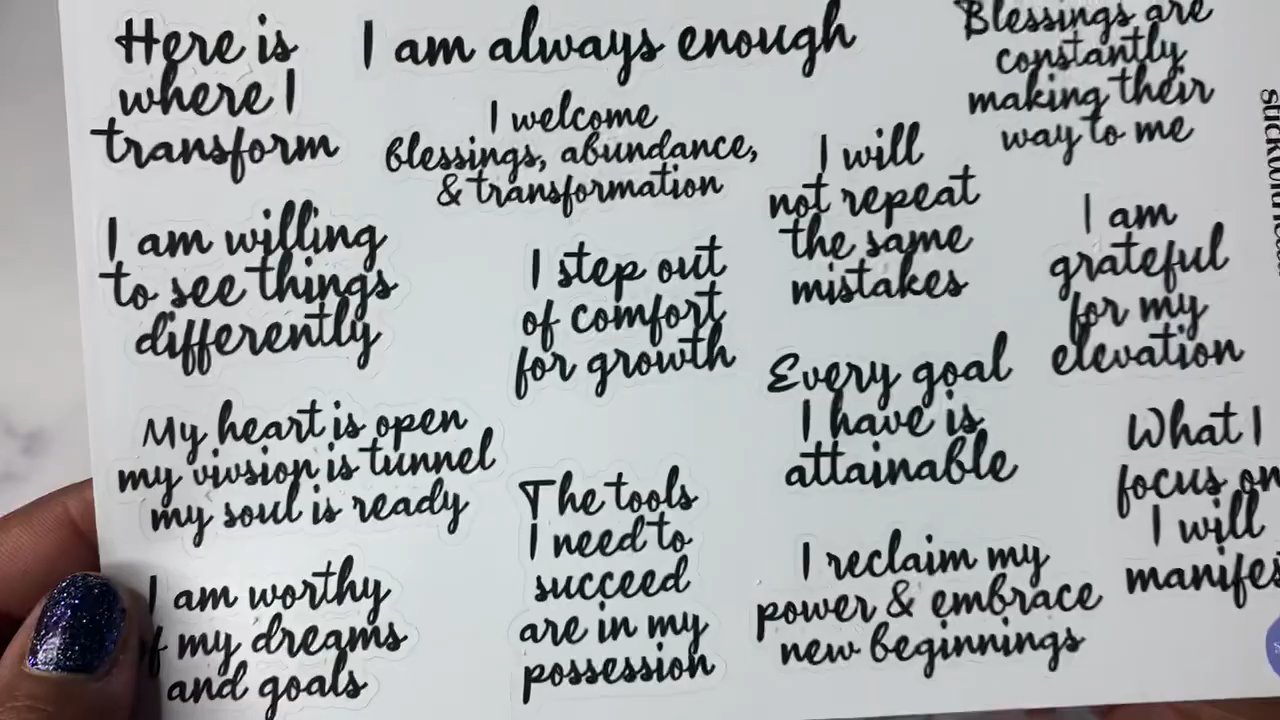 Here is
where I
transform
I am always enough
Blessings are
constantly
making their
way to me
I welcome
blessings, abundance,
& transformation
I will
not repeat
the same
mistakes
I am
grateful
for my
elevation
I am willing
to see things
differently
I step out
of comfort
for growth
Every goal
I have is
attainable
My heart is open
my vivsion is tunnel
my soul is ready
What I
focus on
I will
The tools
I need to
succeed
are in my
possession
I reclaim my
power & embrace
new beginnings
I am worthy
my dreams
and goals